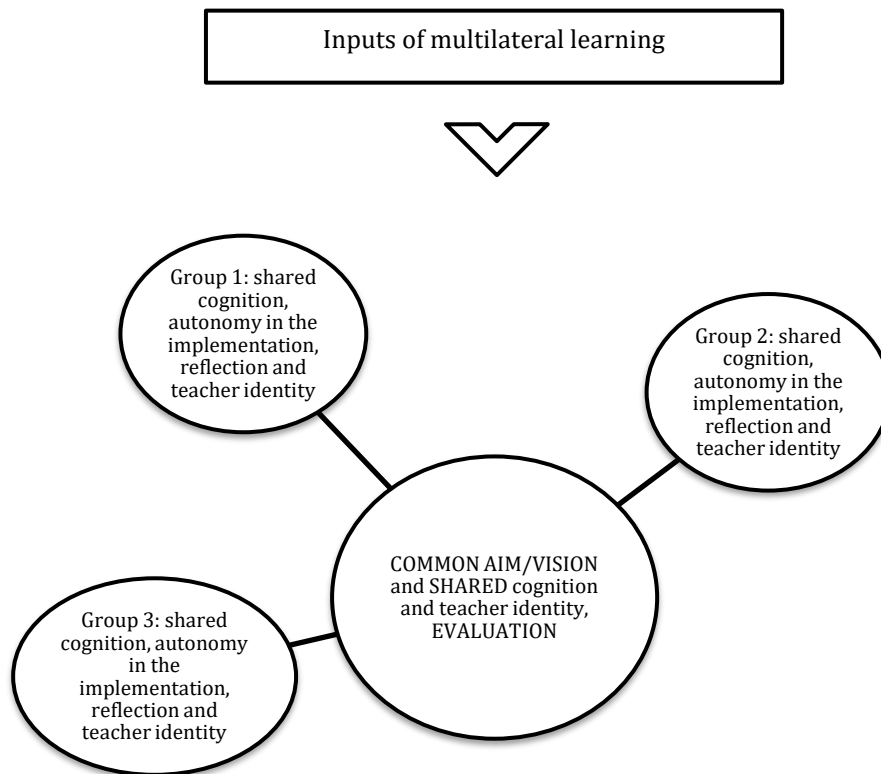 Inputs of multilateral learning
Group 1: shared
cognition,
autonomy in the
implementation,
reflection and
teacher identity
Group 2: shared
cognition,
autonomy in the
implementation,
reflection and
teacher identity
COMMON AIM/VISION
and SHARED cognition
and teacher identity,
EVALUATION
Group 3: shared
cognition, autonomy
in the
implementation,
reflection and
teacher identity